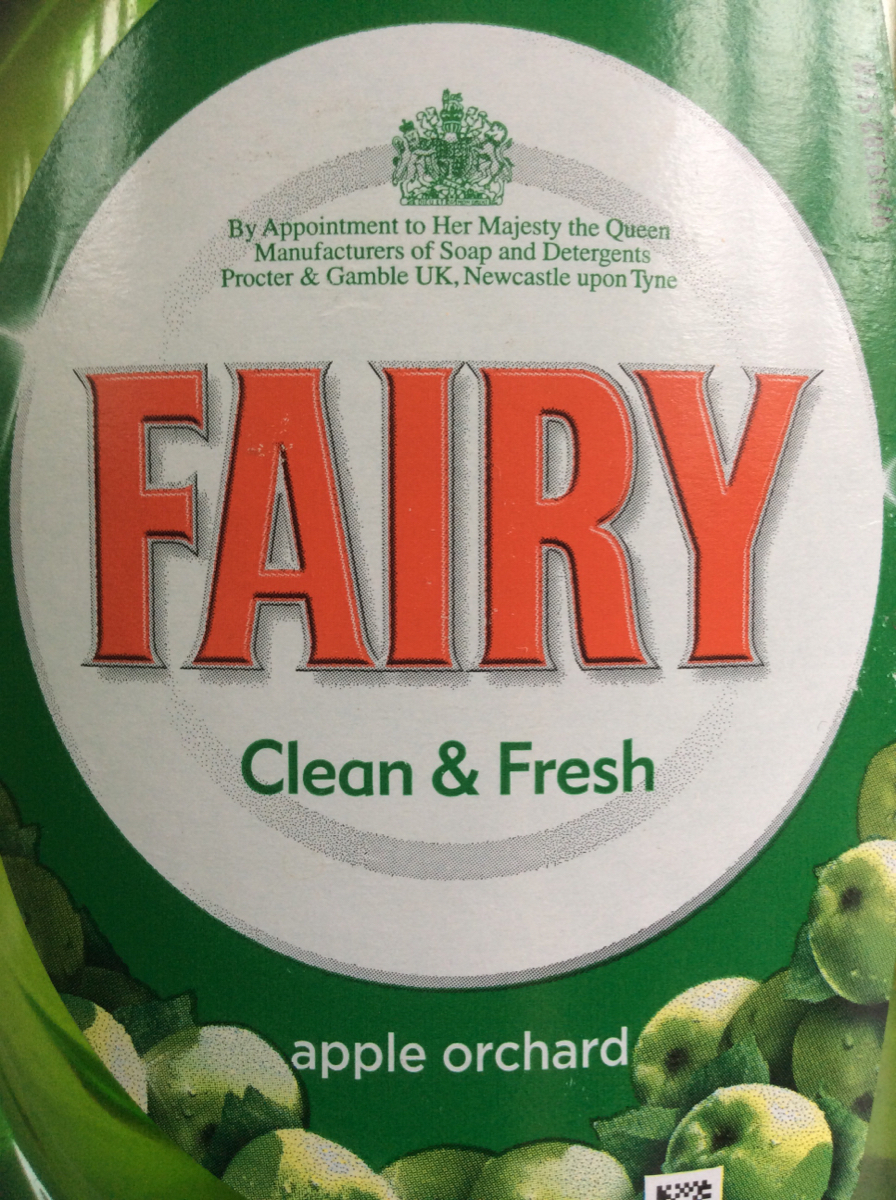 By Appointment to Her Majesty the Queen
Manufacturers of Soap and Detergents
Procter & Gamble UK, Newcastle upon Tyne
FAIRY
Clean & Fresh
apple orchard